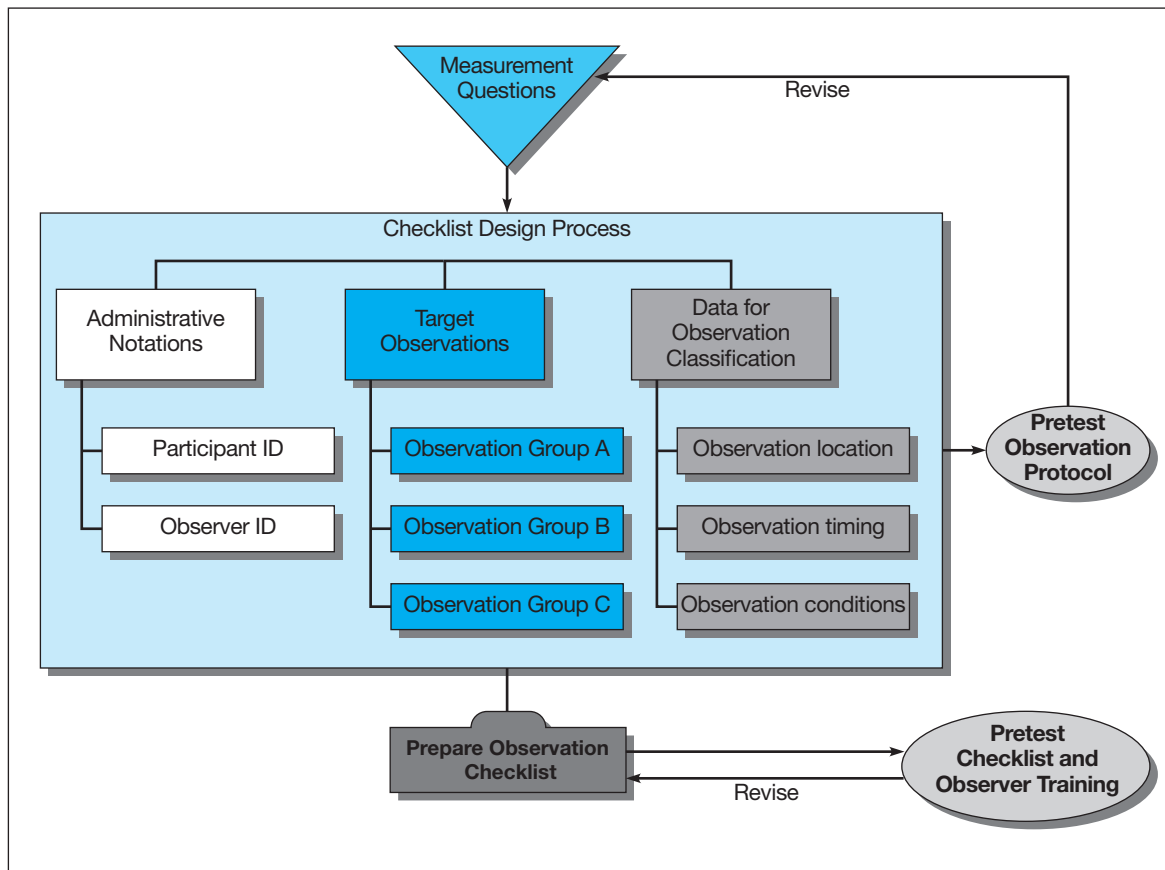 Measurement
Questions
Revise
Checklist Design Process
Administrative
Notations
Target
Observations
Data for
Observation
Classification
Participant ID
Observation Group A
Observation location
Pretest
Observation
Protocol
Observer ID
Observation Group B
Observation timing
Observation Group C
Observation conditions
Prepare Observation
Checklist
Revise
Pretest
Checklist and
Observer Training